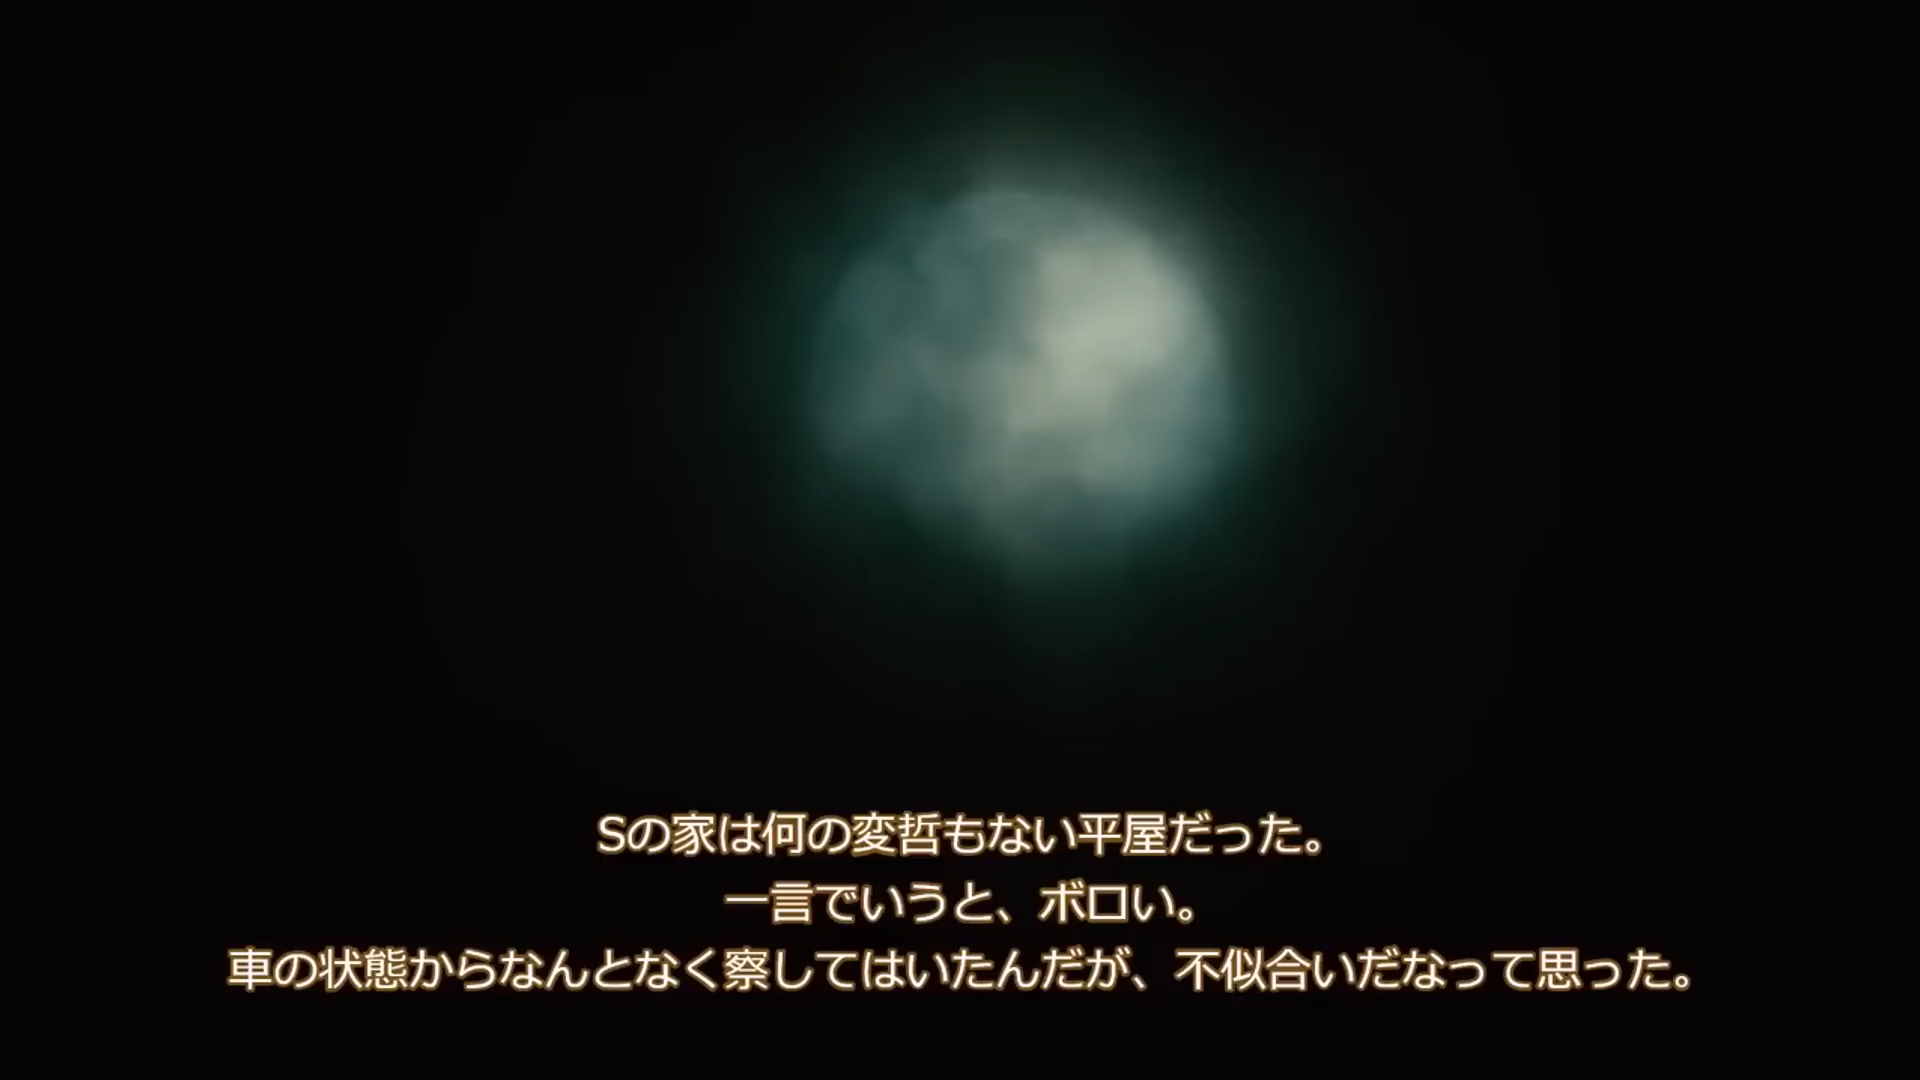 Sの家は何の変哲もない平屋だった。
一言でいうと、ボロい。
車の状態からなんとなく察してはいたんだが、不似合いだなって思った。